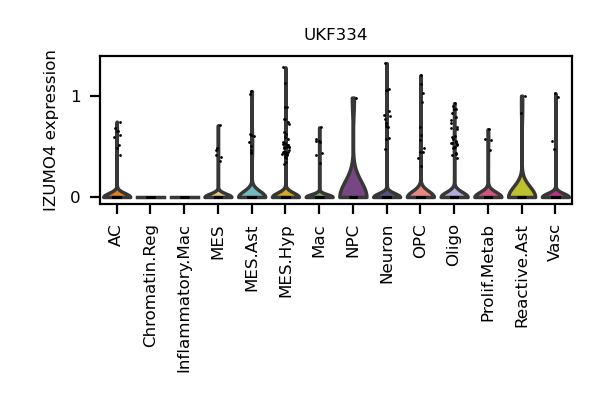 UKF334
IZUMO4 expression
1
0
AC
Chromatin.Reg
Inflammatory.Mac
MES
MES.Ast
MES.Hyp
Mac
NPC
Neuron
OPC
Oligo
Prolif.Metab
Reactive.Ast
Vasc